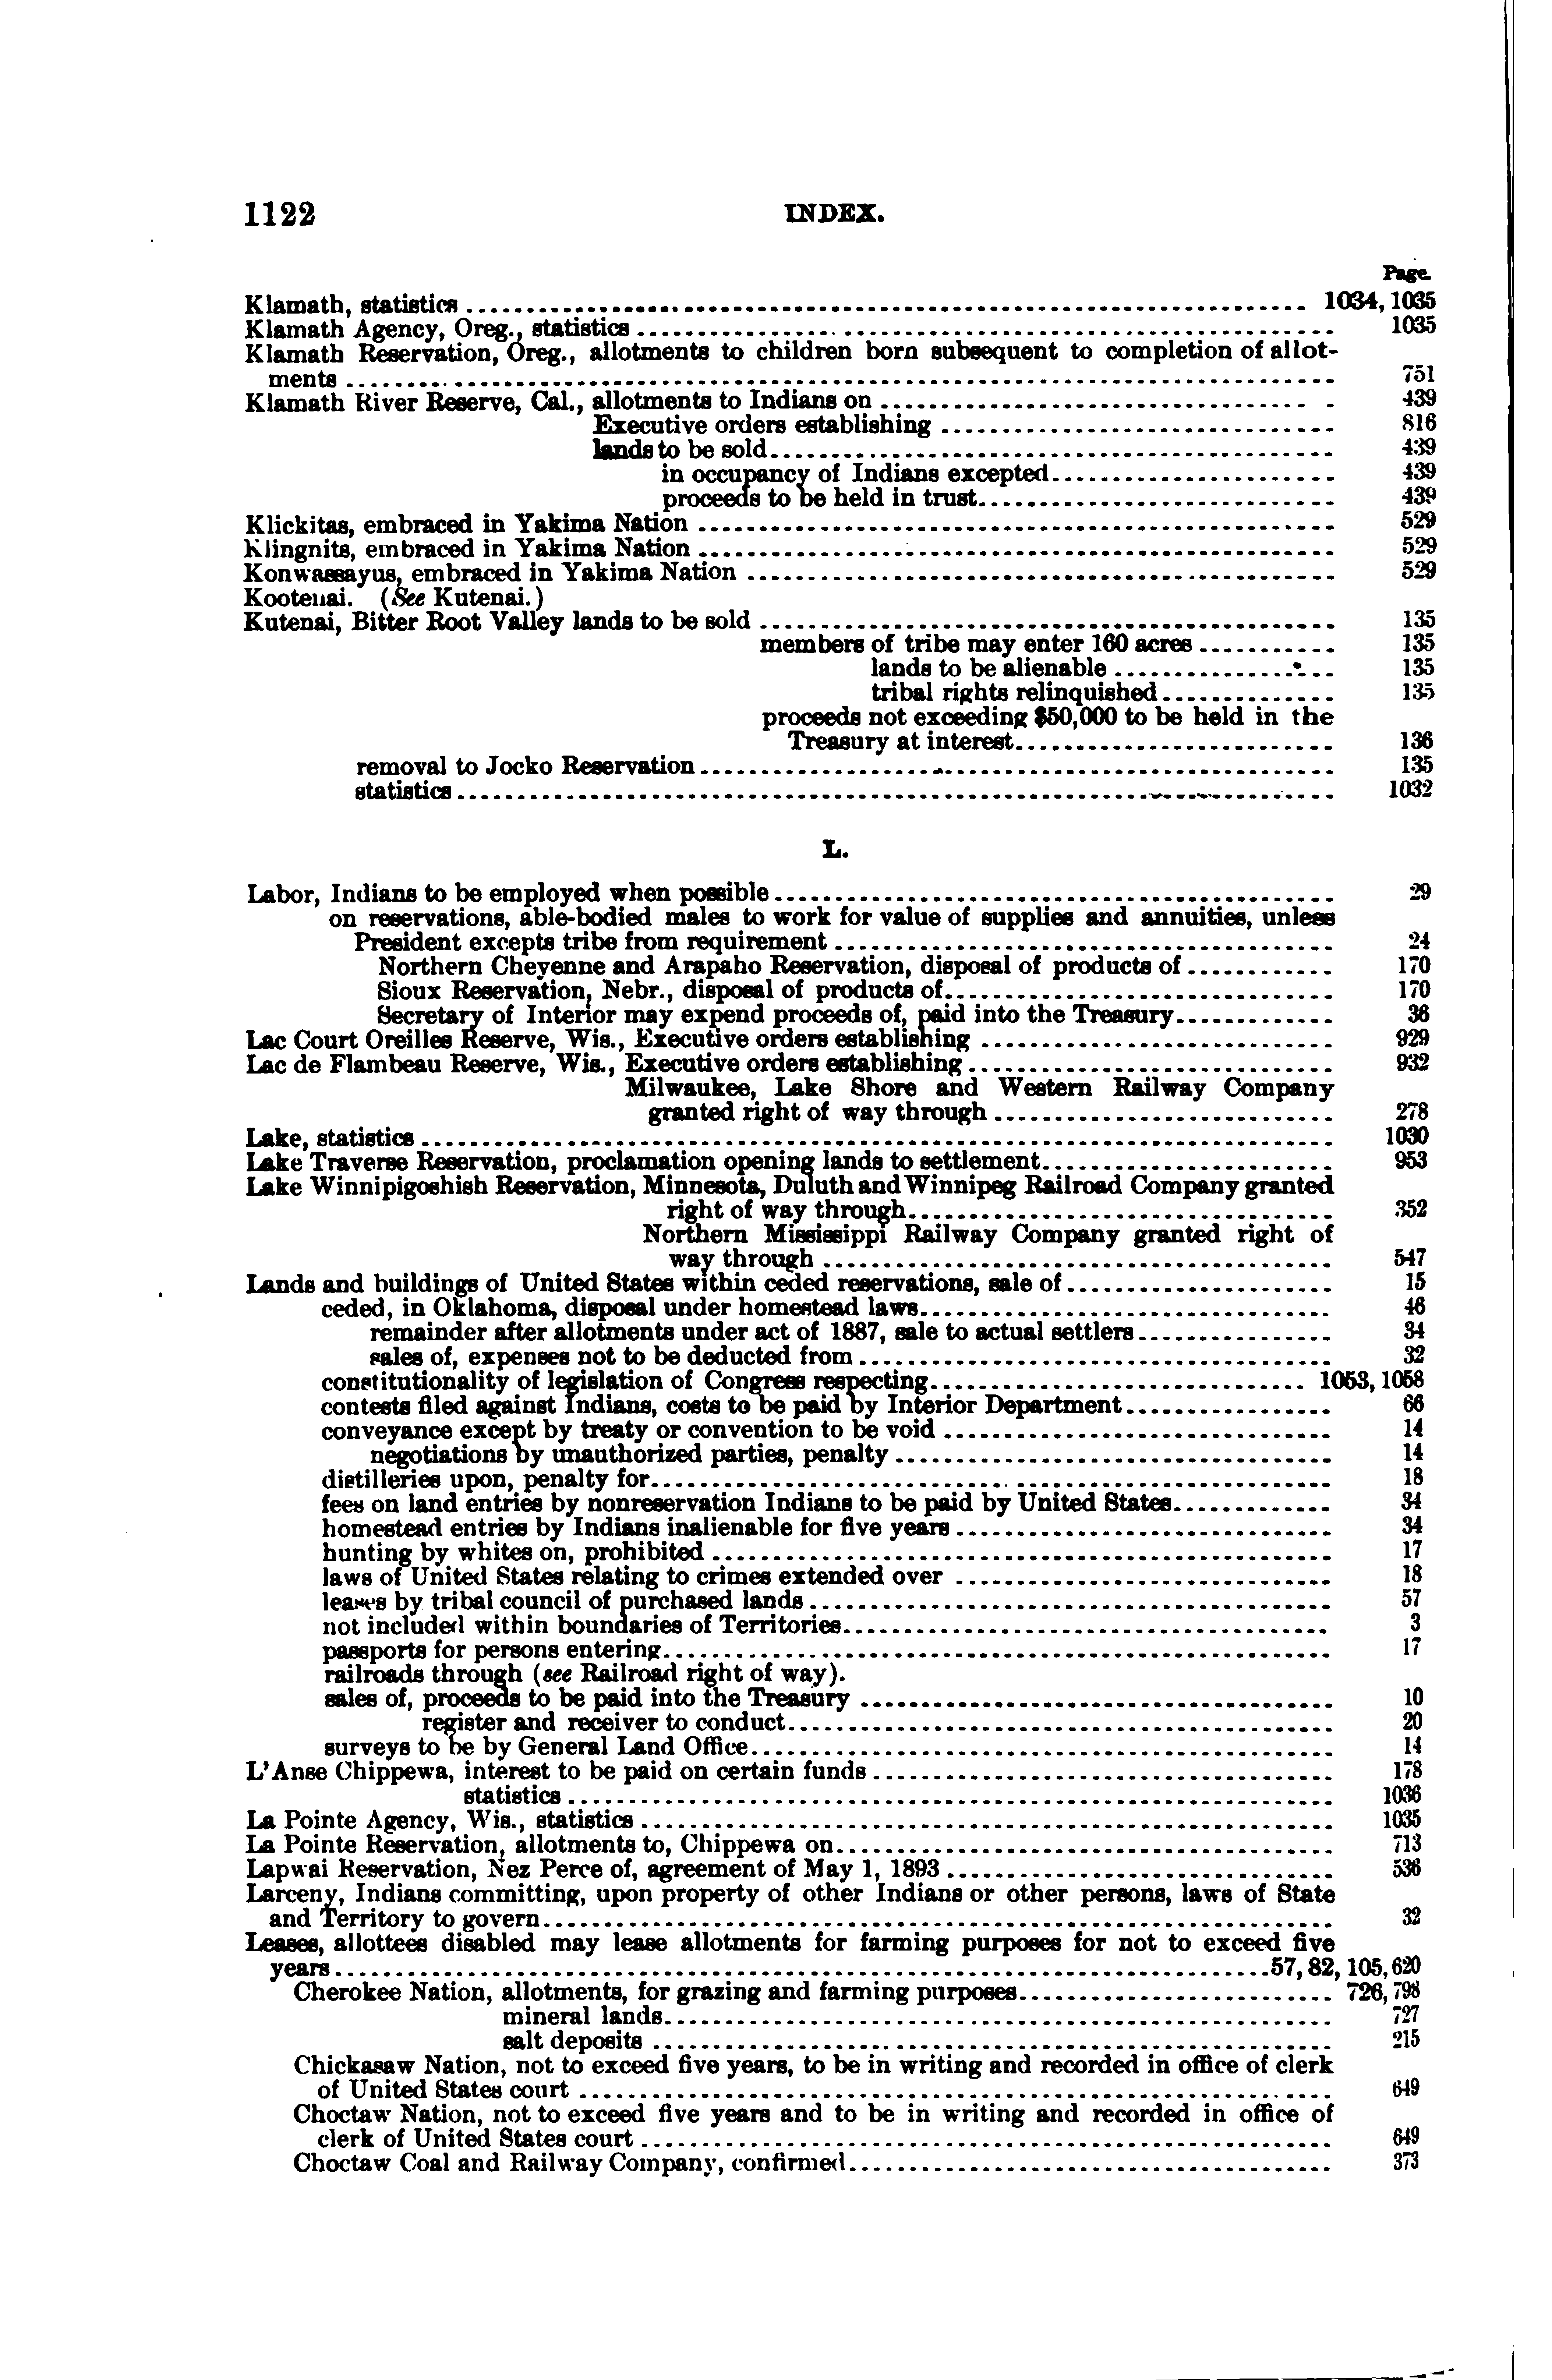 1122 INDEX.
Page.
Klamath, statistics ........ 1034, 1035
Klamath Agency, Oreg., statistics ........ 1035
Klamath Reservation, Oreg., allotments to children born subsequent to completion of allot-
ments ........ 751
Klamath River Reserve, Cal., allotments to Indians on ........ 439
Executive orders establishing ........ 816
lands to be sold ........ 439
in occupancy of Indians excepted ........ 439
proceeds to be held in trust ........ 439
Klickitas, embraced in Yakima Nation ........ 529
Klingnits, embraced in Yakima Nation ........ 529
Konwassayus, embraced in Yakima Nation ........ 529
Kootenai. (See Kutenai.)
Kutenai, Bitter Root Valley lands to be sold ........ 135
members of tribe may enter 160 acres ........ 135
lands to be alienable ........ 135
tribal rights relinquished ........ 135
proceeds not exceeding $50,000 to be held in the
Treasury at interest ........ 136
removal to Jocko Reservation ........ 135
statistics ........ 1032
L.
Labor, Indians to be employed when possible ........ 29
on reservations, able-bodied males to work for value of supplies and annuities, unless
President excepts tribe from requirement ........ 24
Northern Cheyenne and Arapaho Reservation, disposal of products of ........ 170
Sioux Reservation, Nebr., disposal of products of ........ 170
Secretary of Interior may expend proceeds of, paid into the Treasury ........ 36
Lac Court Oreilles Reserve, Wis., Executive orders establishing ........ 929
Lac de Flambeau Reserve, Wis., Executive orders establishing ........ 932
Milwaukee, Lake Shore and Western Railway Company
granted right of way through ........ 278
Lake, statistics ........ 1030
Lake Traverse Reservation, proclamation opening lands to settlement ........ 953
Lake Winnipigoshish Reservation, Minnesota, Duluth and Winnipeg Railroad Company granted
right of way through ........ 352
Northern Mississippi Railway Company granted right of
way through ........ 547
Lands and buildings of United States within ceded reservations, sale of ........ 15
ceded, in Oklahoma, disposal under homestead laws ........ 46
remainder after allotments under act of 1887, sale to actual settlers ........ 34
sales of, expenses not to be deducted from ........ 32
constitutionality of legislation of Congress respecting ........ 1053, 1058
contests filed against Indians, costs to be paid by Interior Department ........ 66
conveyance except by treaty or convention to be void ........ 14
negotiations by unauthorized parties, penalty ........ 14
distilleries upon, penalty for ........ 18
fees on land entries by nonreservation Indians to be paid by United States ........ 34
homestead entries by Indians inalienable for five years ........ 34
hunting by whites on, prohibited ........ 17
laws of United States relating to crimes extended over ........ 18
leases by tribal council of purchased lands ........ 57
not included within boundaries of Territories ........ 3
passports for persons entering ........ 17
railroads through (see Railroad right of way).
sales of, proceeds to be paid into the Treasury ........ 10
register and receiver to conduct ........ 20
surveys to be by General Land Office ........ 14
L'Anse Chippewa, interest to be paid on certain funds ........ 178
statistics ........ 1036
La Pointe Agency, Wis., statistics ........ 1035
La Pointe Reservation, allotments to, Chippewa on ........ 713
Lapwai Reservation, Nez Perce of, agreement of May 1, 1893 ........ 536
Larceny, Indians committing, upon property of other Indians or other persons, laws of State
and Territory to govern ........ 32
Leases, allottees disabled may lease allotments for farming purposes for not to exceed five
years ........ 57, 82, 105, 620
Cherokee Nation, allotments, for grazing and farming purposes ........ 726, 798
mineral lands ........ 727
salt deposits ........ 215
Chickasaw Nation, not to exceed five years, to be in writing and recorded in office of clerk
of United States court ........ 649
Choctaw Nation, not to exceed five years and to be in writing and recorded in office of
clerk of United States court ........ 649
Choctaw Coal and Railway Company, confirmed ........ 373